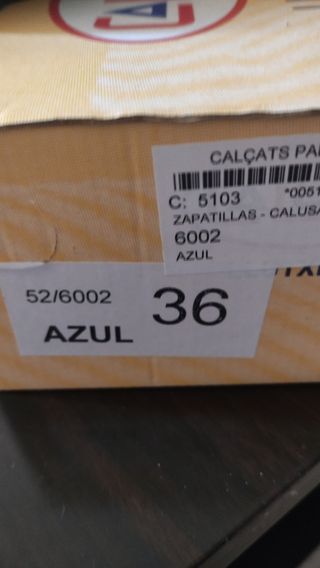 CALÇATS PA
C: 5103 *0051
ZAPATILLAS - CALUSA
6002
AZUL
52/6002 36
AZUL